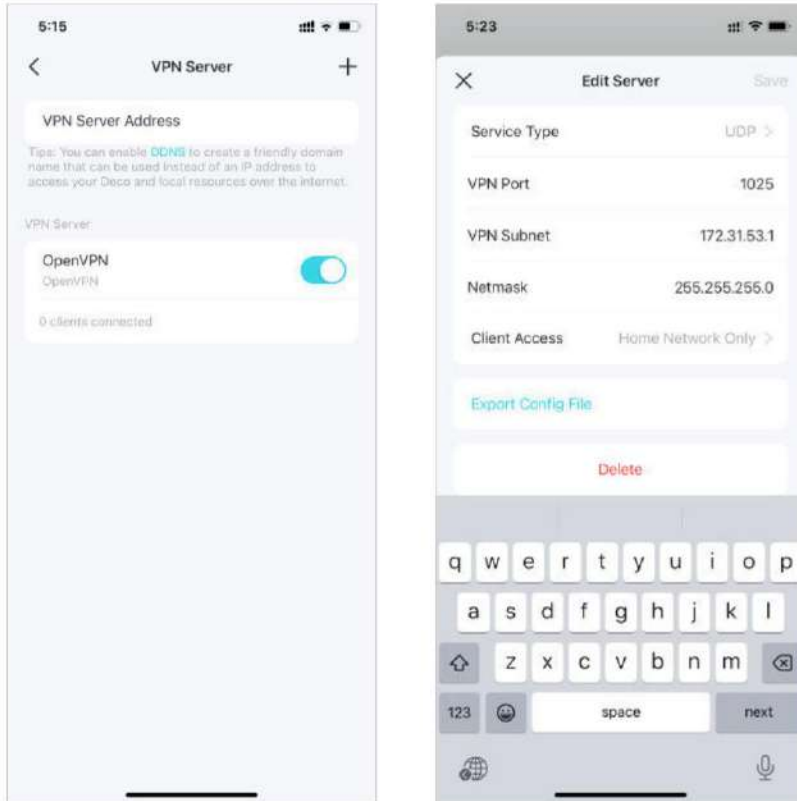 5:15
VPN Server
VPN Server Address
Tips: You can enable DDNS to create a friendly domain
name that can be used instead of an IP address to
access your Deco and local resources over the internet.
VPN Server
OpenVPN
OpenVPN
0 clients connected
5:23
Edit Server
Save
Service Type
UDP >
VPN Port
1025
VPN Subnet
172.31.53.1
Netmask
255.255.255.0
Client Access
Home Network Only >
Export Config File
Delete
q w e r t y u i o p
a s d f g h j k l
z x c v b n m
123
space
next